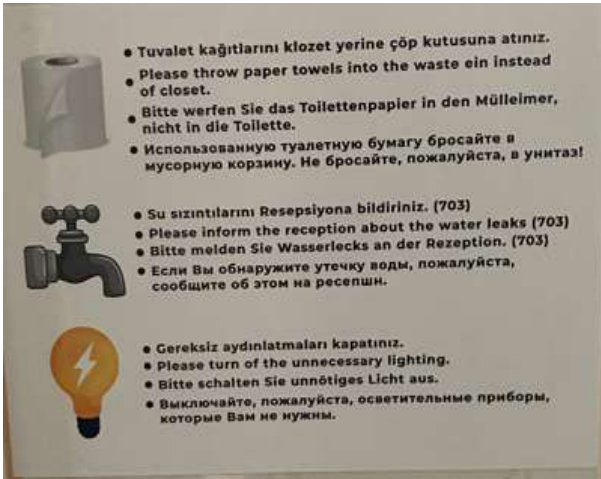 • Tuvalet kağıtlarını klozet yerine çöp kutusuna atınız.
• Please throw paper towels into the waste ein instead
of closet.
• Bitte werfen Sie das Toilettenpapier in den Mülleimer,
nicht in die Toilette.
• Использованную туалетную бумагу бросайте в
мусорную корзину. Не бросайте, пожалуйста, в унитаз!
• Su sızıntılarını Resepsiyona bildiriniz. (703)
• Please inform the reception about the water leaks (703)
• Bitte melden Sie Wasserlecks an der Rezeption. (703)
• Если Вы обнаружите утечку воды, пожалуйста,
сообщите об этом на ресепшн.
• Gereksiz aydınlatmaları kapatınız.
• Please turn of the unnecessary lighting.
• Bitte schalten Sie unnötiges Licht aus.
• Выключайте, пожалуйста, осветительные приборы,
которые Вам не нужны.